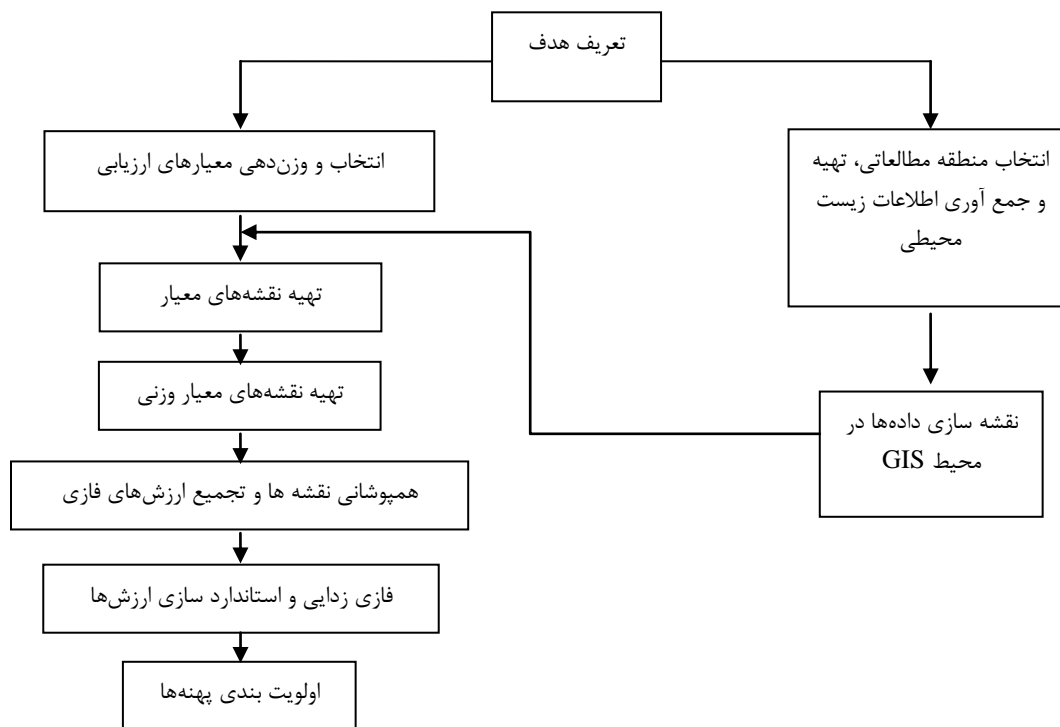 تعریف هدف
انتخاب منطقه مطالعاتی، تهیه
و جمع آوری اطلاعات زیست
محیطی
انتخاب و وزن‌دهی معیارهای ارزیابی
تهیه نقشه‌های معیار
تهیه نقشه‌های معیار وزنی
نقشه سازی داده‌ها در
محیط GIS
همپوشانی نقشه ها و تجمیع ارزش‌های فازی
فازی زدایی و استاندارد سازی ارزش‌ها
اولویت بندی پهنه‌ها